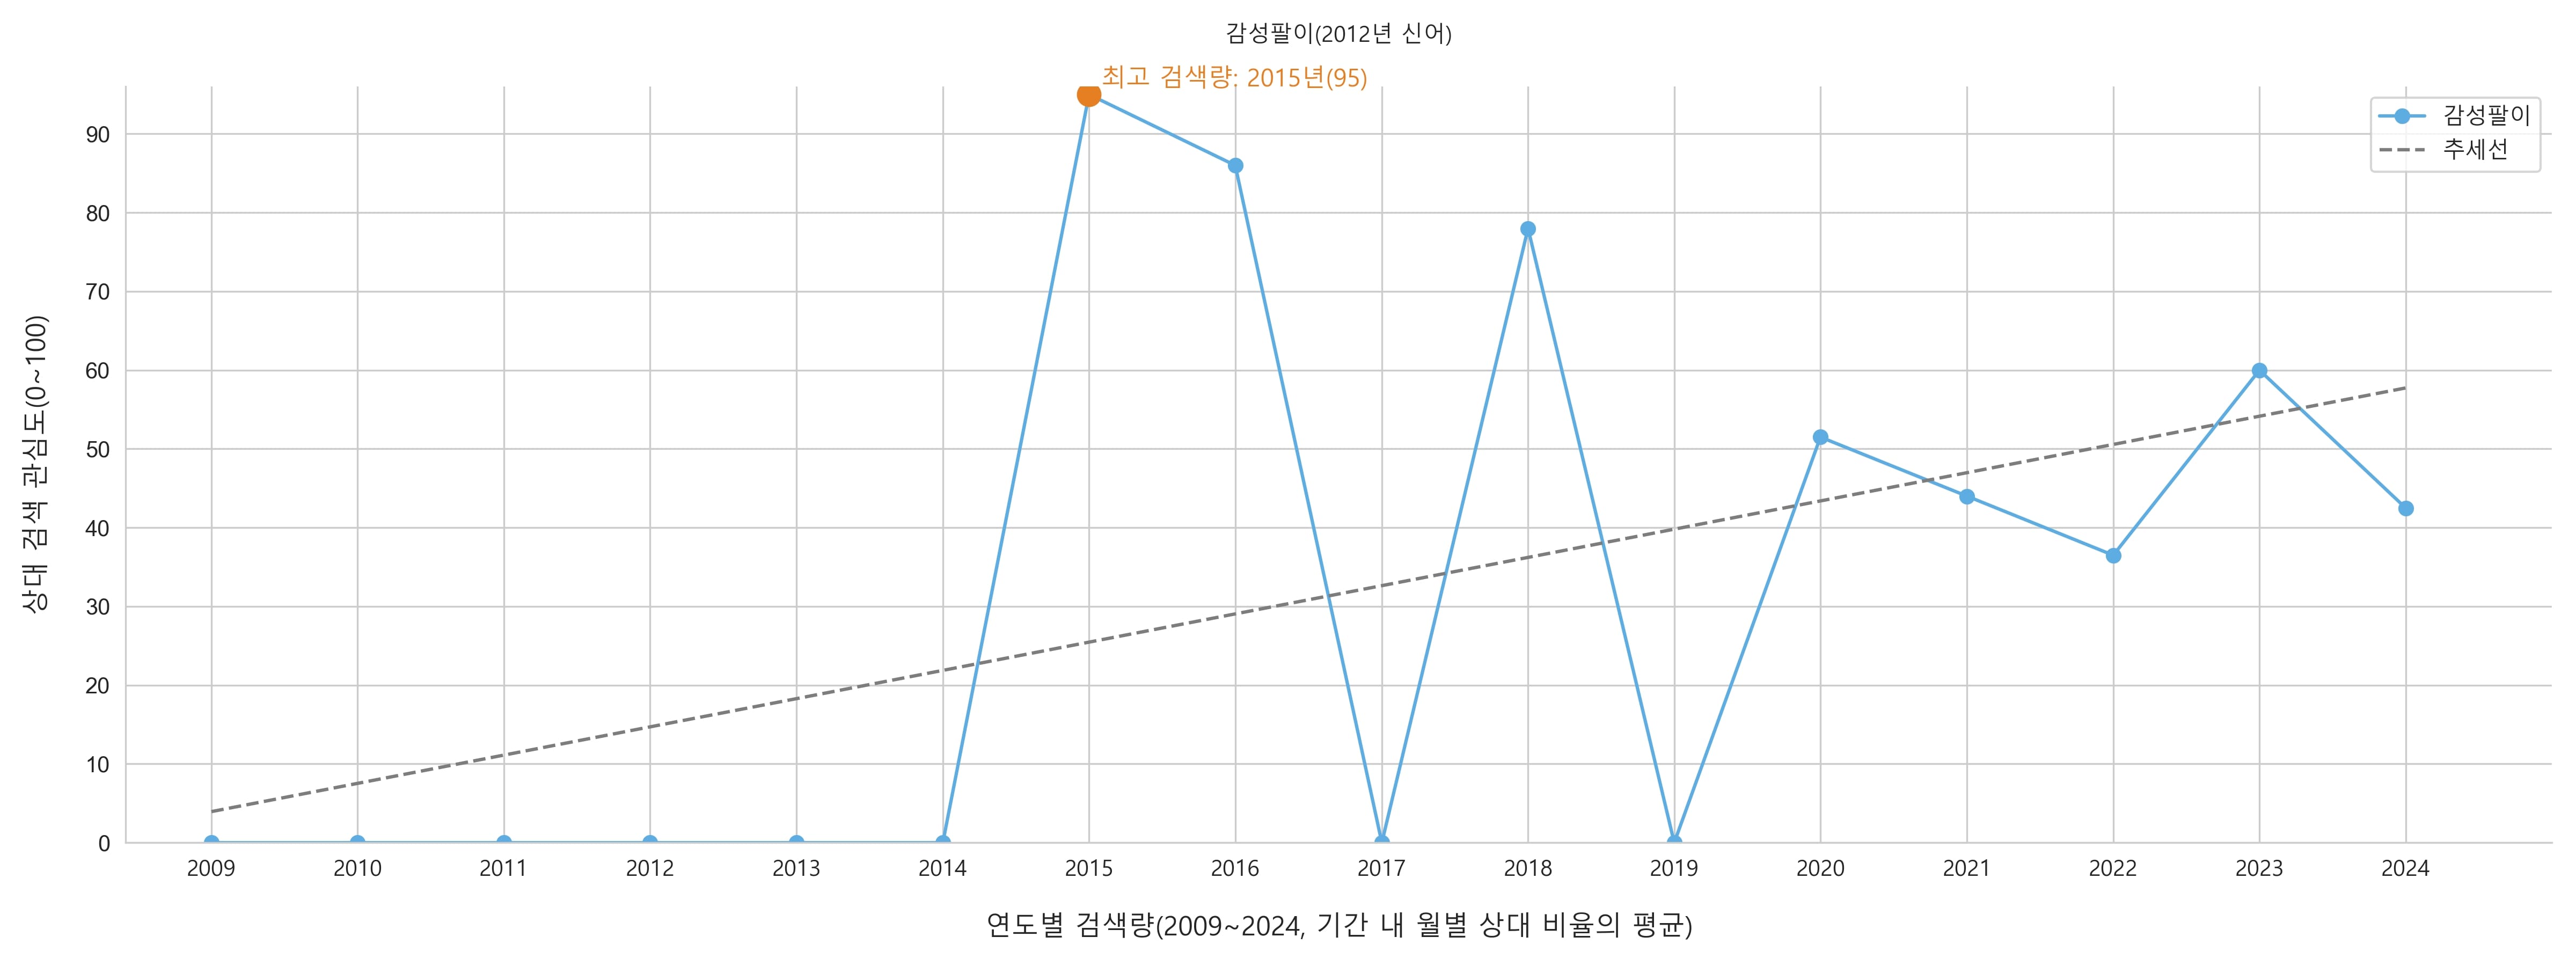 감성팔이(2012년 신어)
최고 검색량: 2015년(95)
감성팔이
추세선
상대 검색 관심도(0~100)
90
80
70
60
50
40
30
20
10
0
2009 2010 2011 2012 2013 2014 2015 2016 2017 2018 2019 2020 2021 2022 2023 2024
연도별 검색량(2009~2024, 기간 내 월별 상대 비율의 평균)